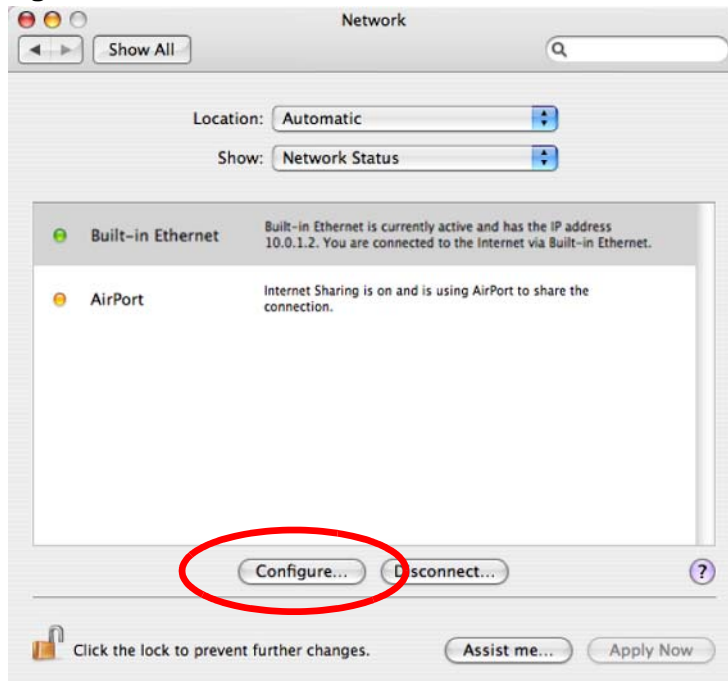 Network
Show All
Location: Automatic
Show: Network Status
Built-in Ethernet
Built-in Ethernet is currently active and has the IP address
10.0.1.2. You are connected to the Internet via Built-in Ethernet.
AirPort
Internet Sharing is on and is using AirPort to share the
connection.
Configure... Disconnect... ?
Click the lock to prevent further changes. Assist me... Apply Now